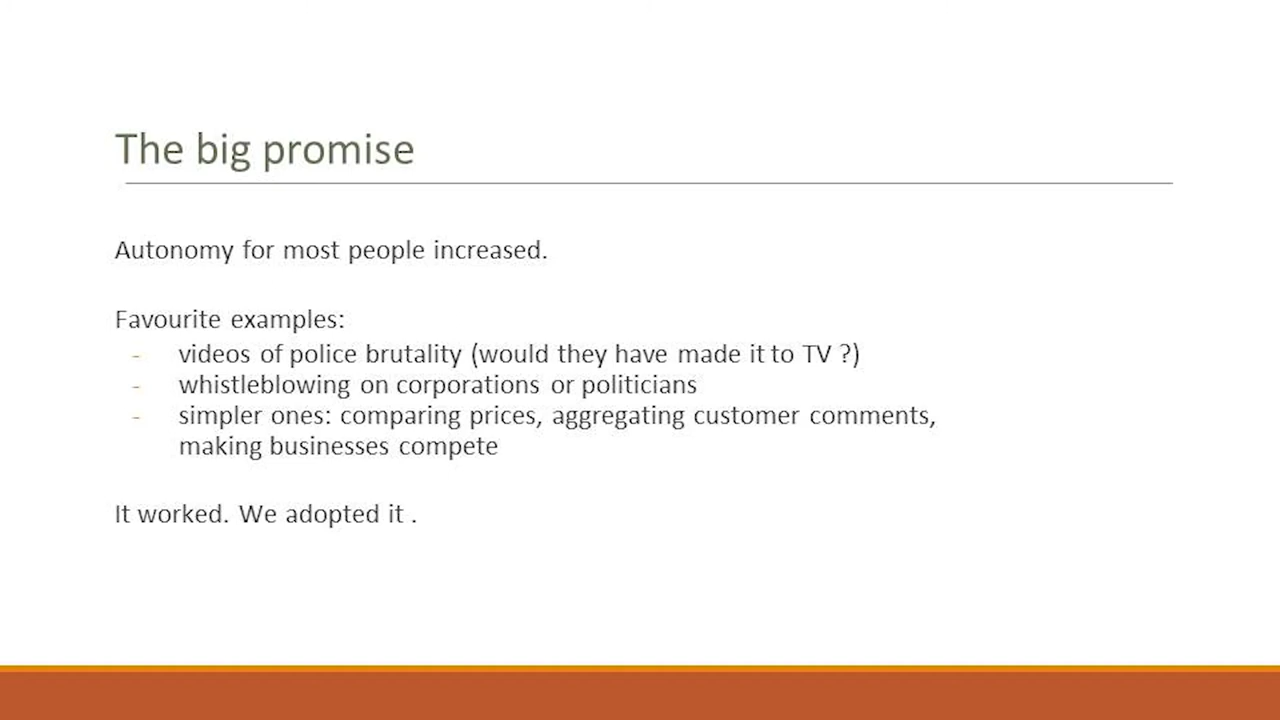 The big promise
Autonomy for most people increased.
Favourite examples:
- videos of police brutality (would they have made it to TV ?)
- whistleblowing on corporations or politicians
- simpler ones: comparing prices, aggregating customer comments,
making businesses compete
It worked. We adopted it .